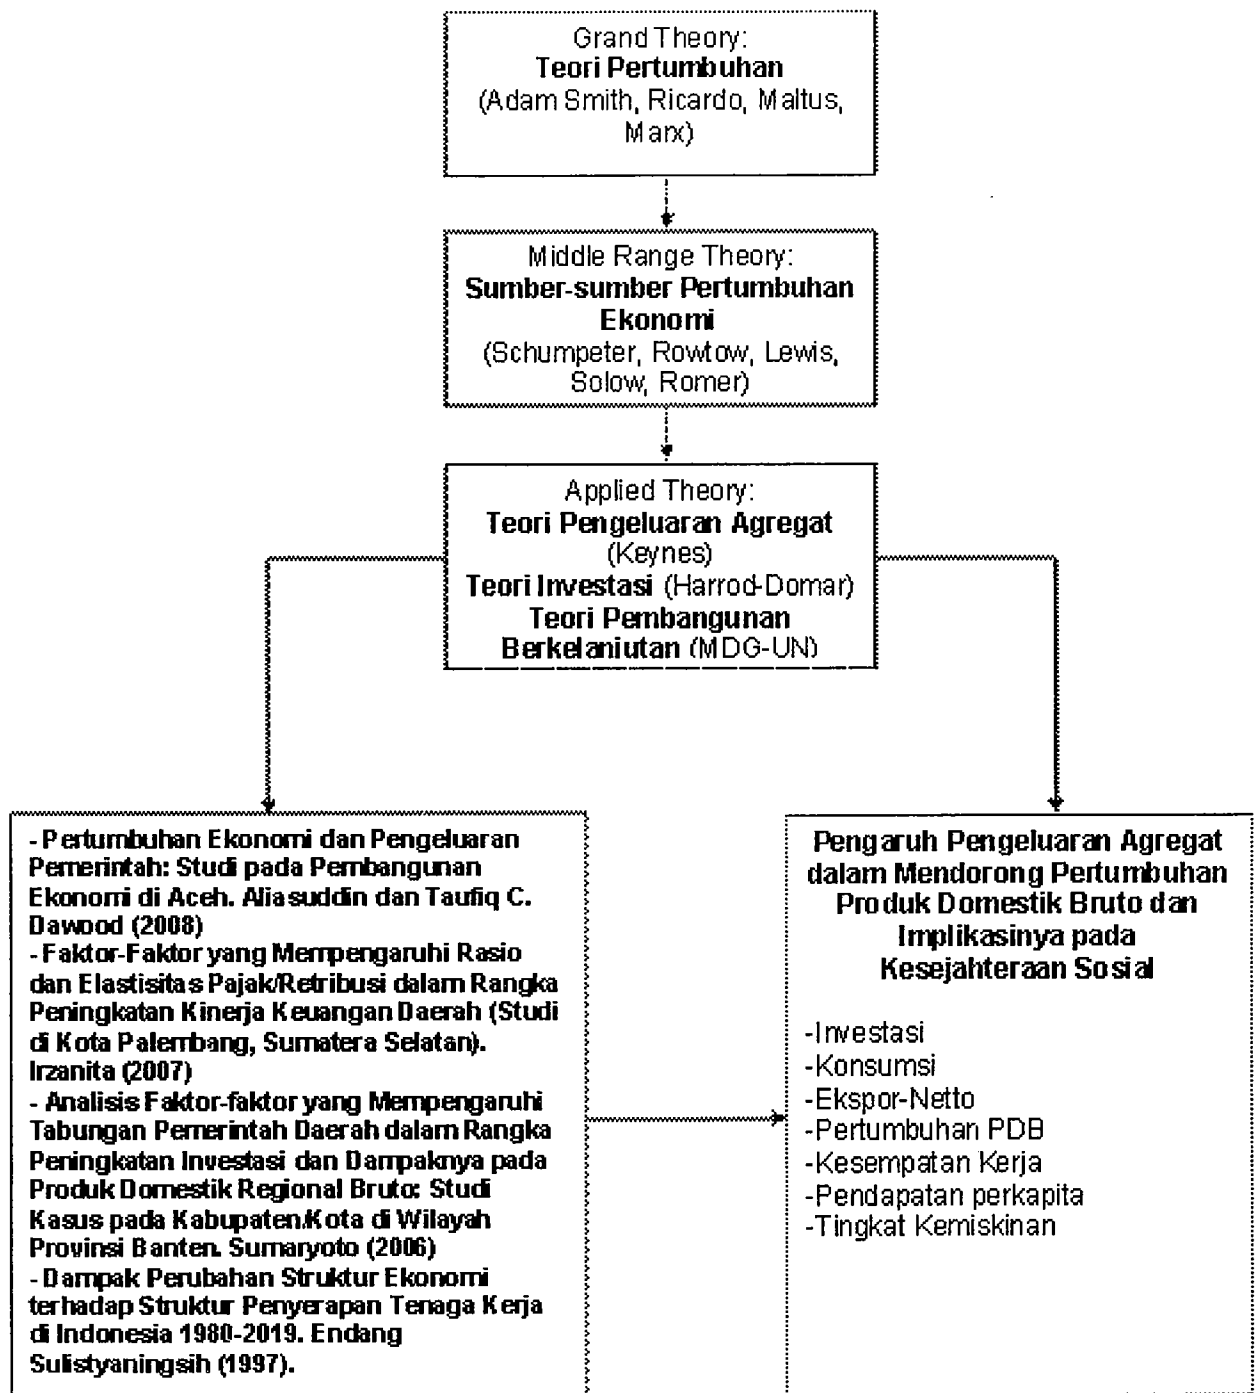 Grand Theory:
Teori Pertumbuhan
(Adam Smith, Ricardo, Maltus,
Marx)
Middle Range Theory:
Sumber-sumber Pertumbuhan
Ekonomi
(Schumpeter, Rowtow, Lewis,
Solow, Romer)
Applied Theory:
Teori Pengeluaran Agregat
(Keynes)
Teori Investasi (Harrod-Domar)
Teori Pembangunan
Berkelaniutan (MDG-UN)
- Pertumbuhan Ekonomi dan Pengeluaran
Pemerintah: Studi pada Pembangunan
Ekonomi di Aceh. Aliasuddin dan Taufiq C.
Dawood (2008)
- Faktor-Faktor yang Mempengaruhi Rasio
dan Elastisitas Pajak/Retribusi dalam Rangka
Peningkatan Kinerja Keuangan Daerah (Studi
di Kota Palembang, Sumatera Selatan).
Irzanita (2007)
- Analisis Faktor-faktor yang Mempengaruhi
Tabungan Pemerintah Daerah dalam Rangka
Peningkatan Investasi dan Dampaknya pada
Produk Domestik Regional Bruto: Studi
Kasus pada Kabupaten.Kota di Wilayah
Provinsi Banten. Sumaryoto (2006)
- Dampak Perubahan Struktur Ekonomi
terhadap Struktur Penyerapan Tenaga Kerja
di Indonesia 1980-2019. Endang
Sulistyaningsih (1997).
Pengaruh Pengeluaran Agregat
dalam Mendorong Pertumbuhan
Produk Domestik Bruto dan
Implikasinya pada
Kesejahteraan Sosial
-Investasi
-Konsumsi
-Ekspor-Netto
-Pertumbuhan PDB
-Kesempatan Kerja
-Pendapatan perkapita
-Tingkat Kemiskinan